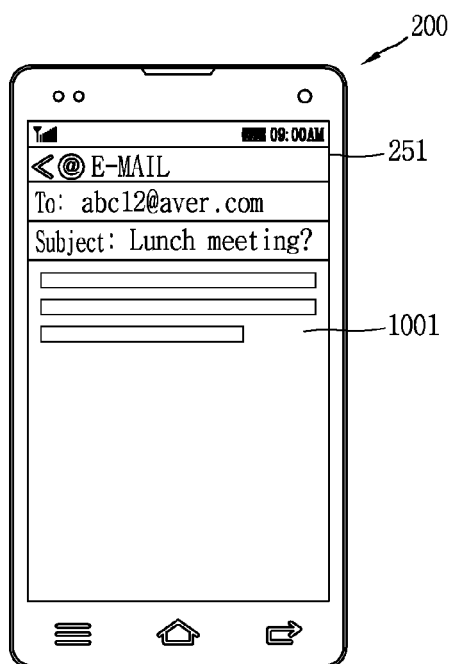 200
09:00AM
251
@ E-MAIL
To: abc12@aver.com
Subject: Lunch meeting?
1001